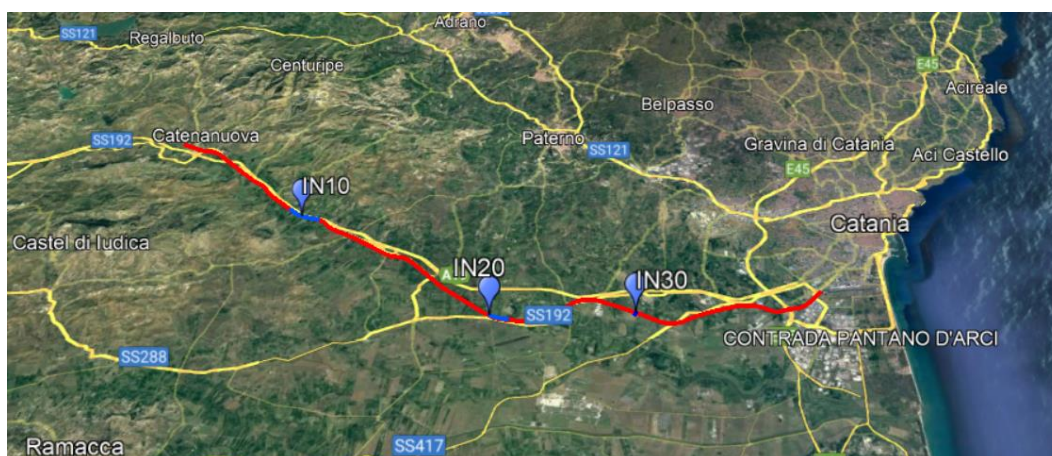 Adrano
SS121
Regalbuto
Centuripe
E45
Acireale
Belpasso
SS192
Catenanuova
Paterno
SS121
Gravina di Catania
Aci Castello
E45
IN10
Catania
Castel di Iudica
A
IN20
IN30
SS192
CONTRADA PANTANO D'ARCI
SS288
Ramacca
SS417